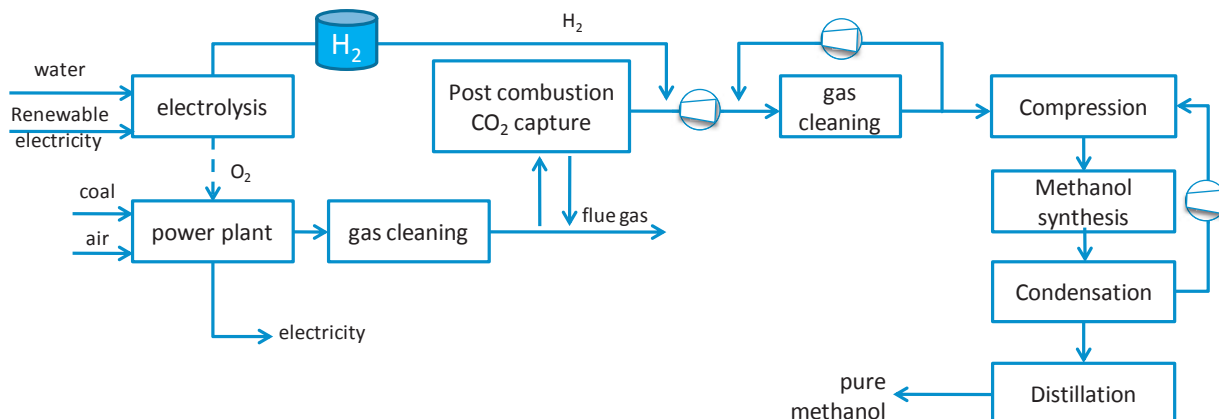 H2
H2
water
electrolysis
Renewable
electricity
Post combustion
CO2 capture
gas
cleaning
Compression
O2
coal
power plant
air
gas cleaning
flue gas
Methanol
synthesis
Condensation
electricity
pure
methanol
Distillation